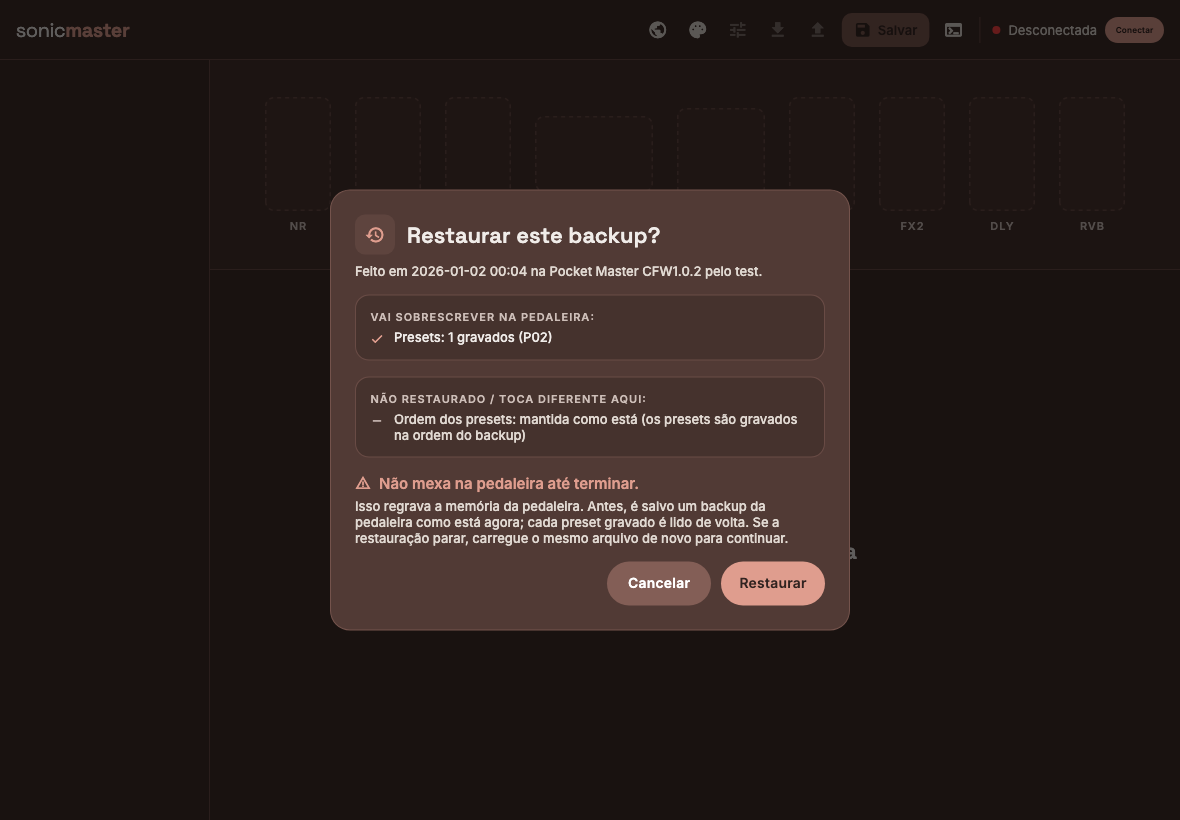 sonicmaster
Salvar
Desconectada
Conectar
NR
FX2
DLY
RVB
Restaurar este backup?
Feito em 2026-01-02 00:04 na Pocket Master CFW1.0.2 pelo test.
VAI SOBRESCREVER NA PEDALEIRA:
Presets: 1 gravados (P02)
NÃO RESTAURADO / TOCA DIFERENTE AQUI:
Ordem dos presets: mantida como está (os presets são gravados
na ordem do backup)
Não mexa na pedaleira até terminar.
Isso regrava a memória da pedaleira. Antes, é salvo um backup da
pedaleira como está agora; cada preset gravado é lido de volta. Se a
restauração parar, carregue o mesmo arquivo de novo para continuar.
Cancelar
Restaurar